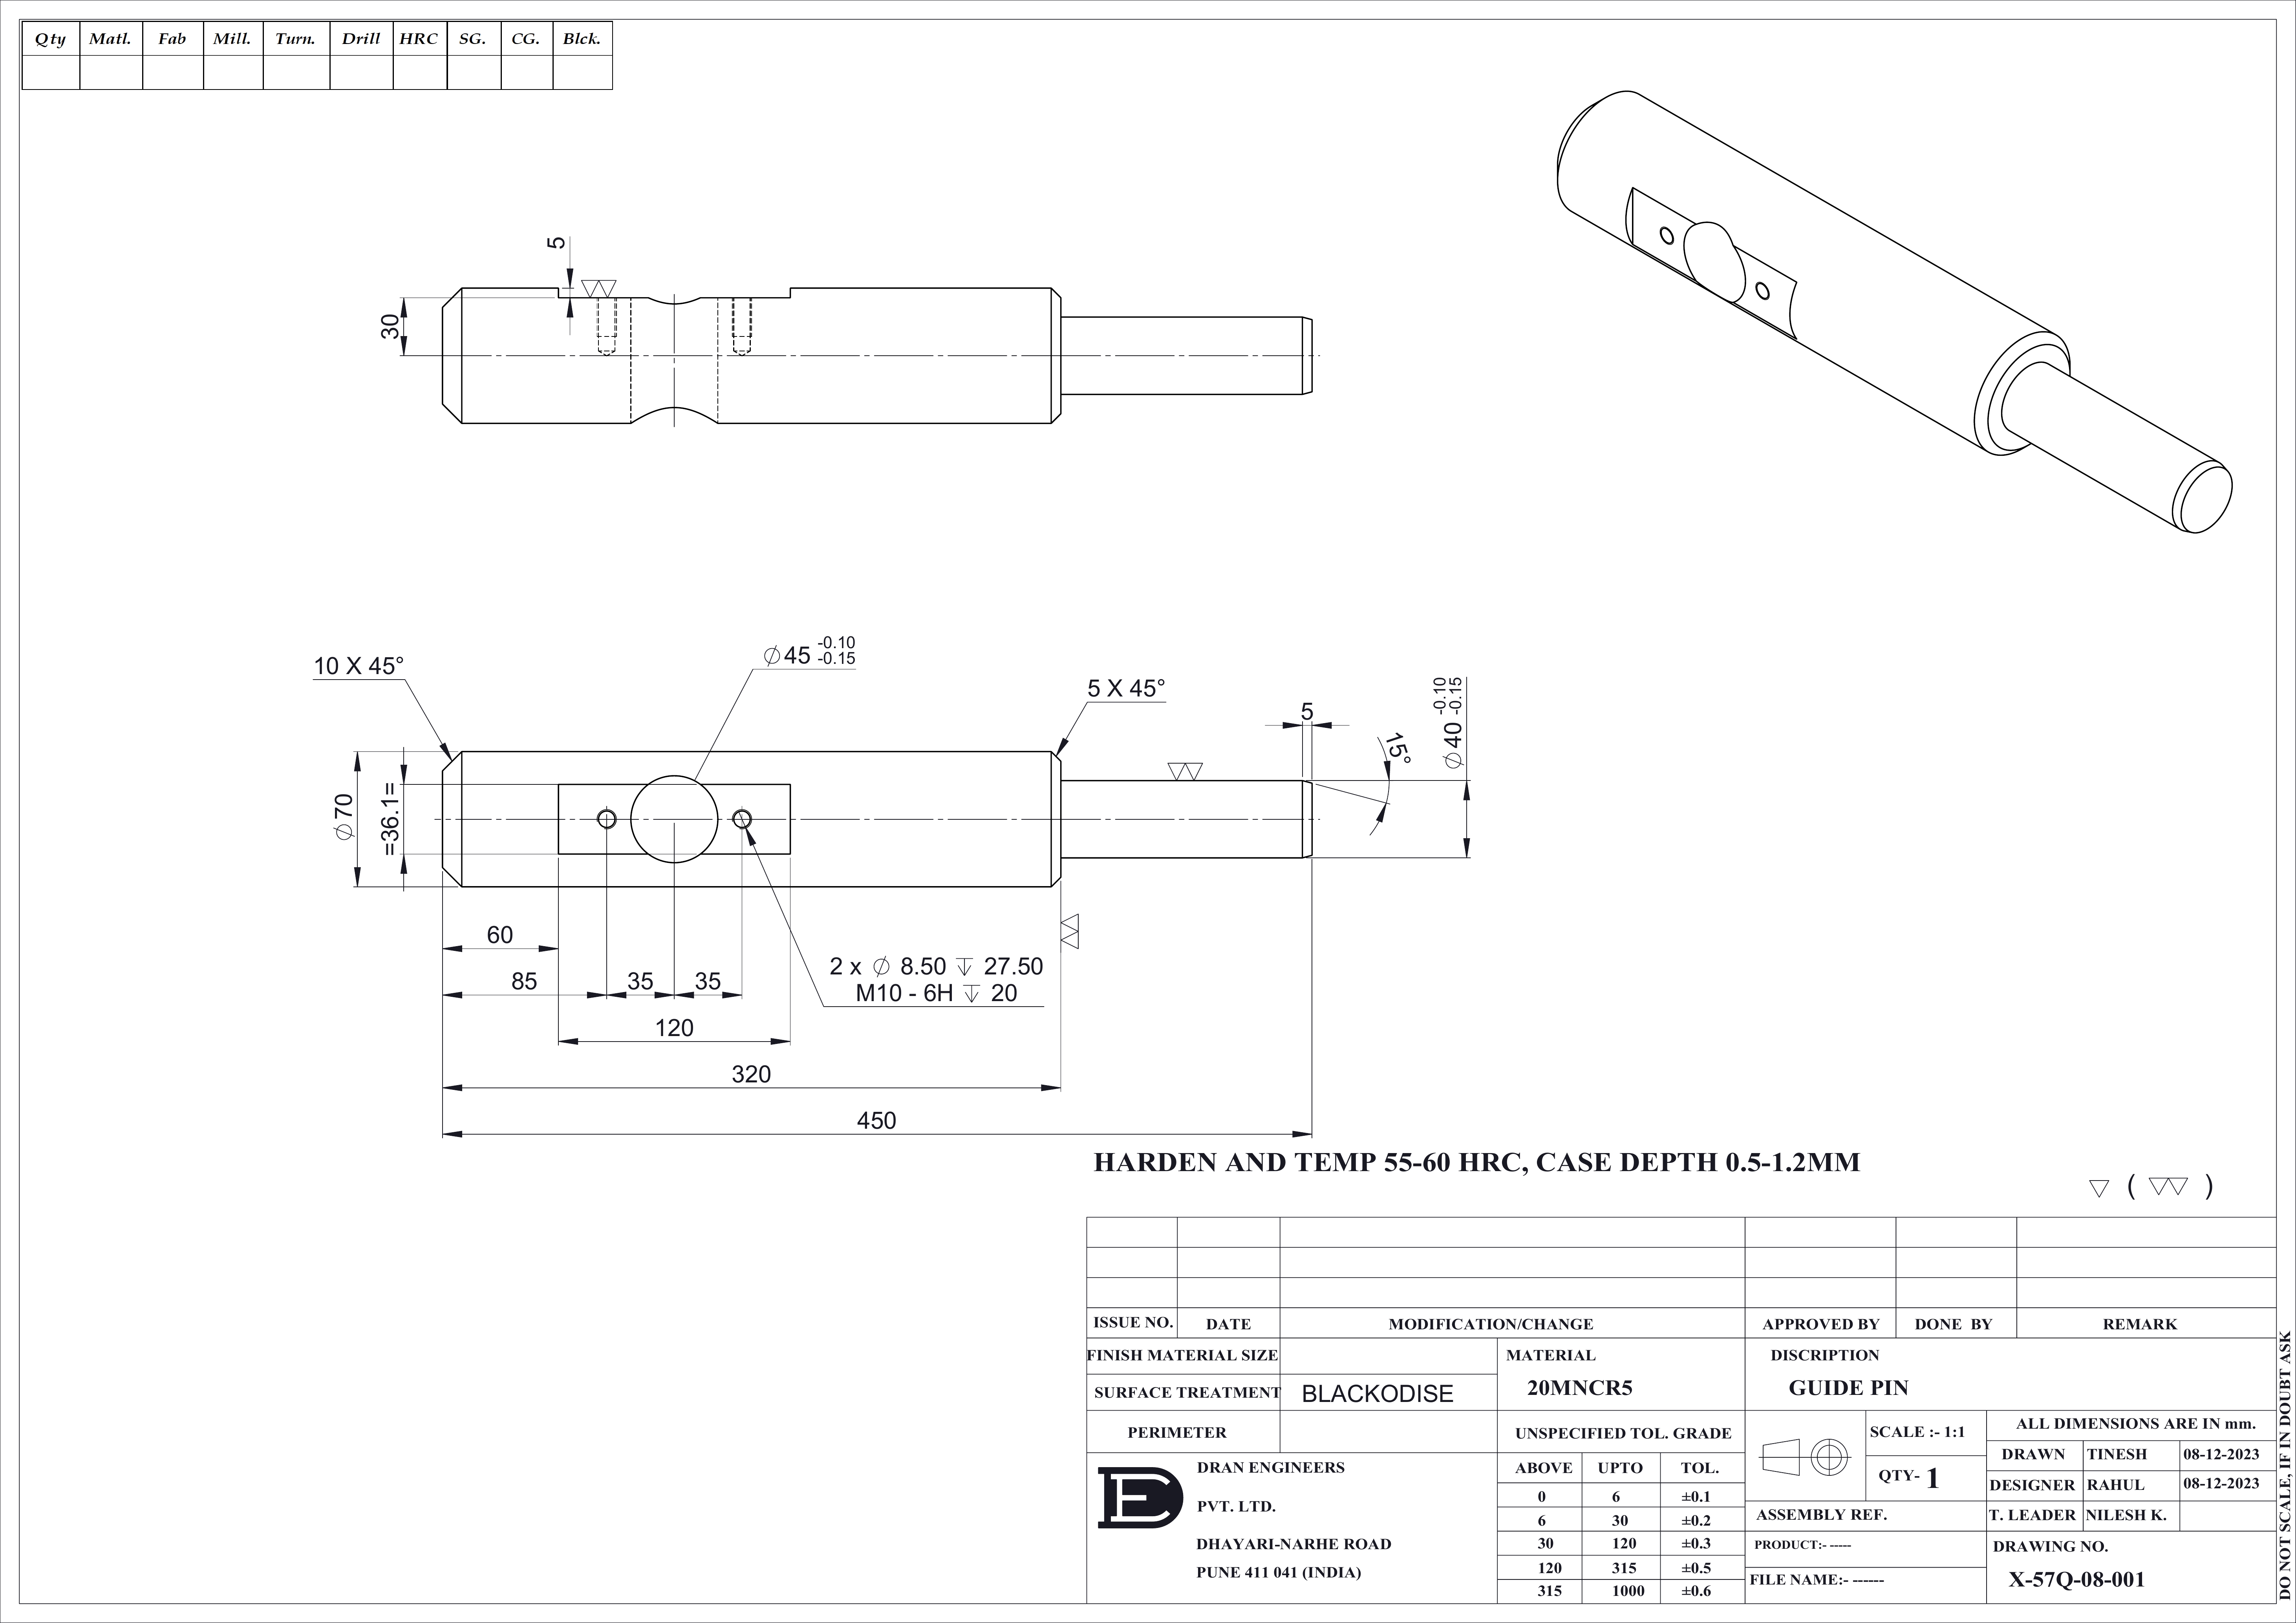 Qty Matl. Fab Mill. Turn. Drill HRC SG. CG. Blck.
5
30
10 X 45°
⌀45 -0.10 -0.15
5 X 45°
5
15°
⌀40 -0.10 -0.15
⌀70
=36.1=
60
85 35 35
2 x ⌀ 8.50 ↧ 27.50
M10 - 6H ↧ 20
120
320
450
HARDEN AND TEMP 55-60 HRC, CASE DEPTH 0.5-1.2MM
( )
ISSUE NO. DATE MODIFICATION/CHANGE APPROVED BY DONE BY REMARK
FINISH MATERIAL SIZE
SURFACE TREATMENT BLACKODISE
PERIMETER
MATERIAL
20MNCR5
DISCRIPTION
GUIDE PIN
UNSPECIFIED TOL. GRADE
ABOVE UPTO TOL.
0 6 ±0.1
6 30 ±0.2
30 120 ±0.3
120 315 ±0.5
315 1000 ±0.6
DRAN ENGINEERS
PVT. LTD.
DHAYARI-NARHE ROAD
PUNE 411 041 (INDIA)
SCALE :- 1:1
QTY- 1
ALL DIMENSIONS ARE IN mm.
DRAWN TINESH 08-12-2023
DESIGNER RAHUL 08-12-2023
T. LEADER NILESH K.
ASSEMBLY REF.
PRODUCT:- -----
FILE NAME:- ------
DRAWING NO.
X-57Q-08-001
DO NOT SCALE, IF IN DOUBT ASK